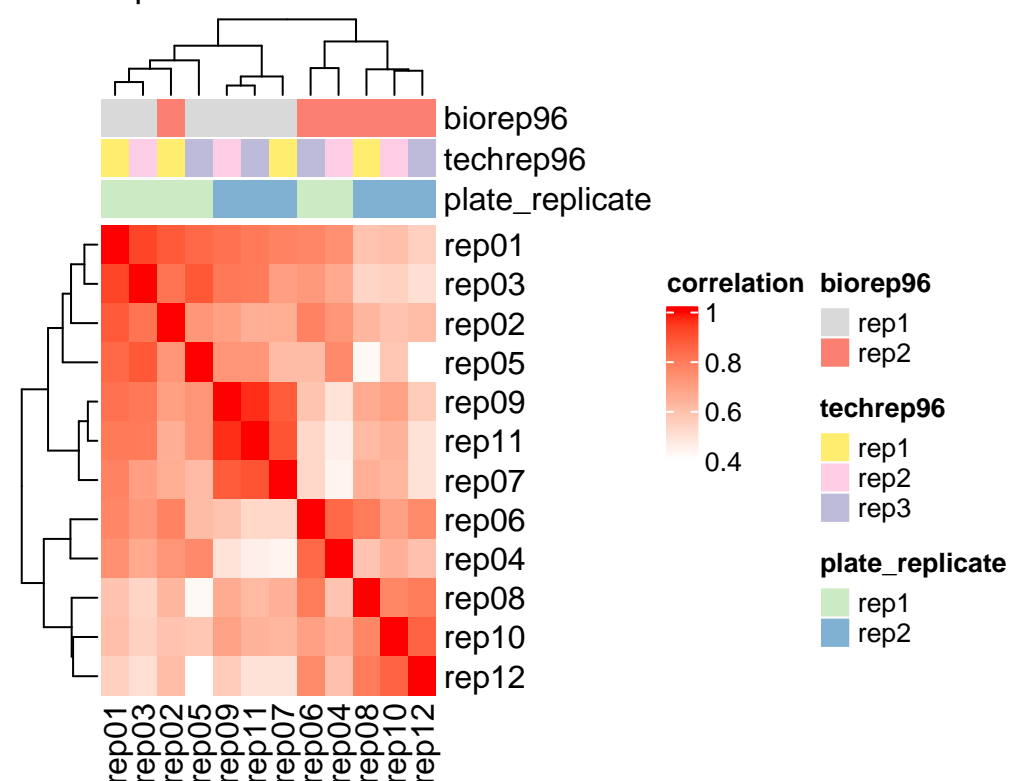 biorep96
techrep96
plate_replicate
rep01
rep03
rep02
rep05
rep09
rep11
rep07
rep06
rep04
rep08
rep10
rep12
rep01
rep03
rep02
rep05
rep09
rep11
rep07
rep06
rep04
rep08
rep10
rep12
correlation
1
0.8
0.6
0.4
biorep96
rep1
rep2
techrep96
rep1
rep2
rep3
plate_replicate
rep1
rep2